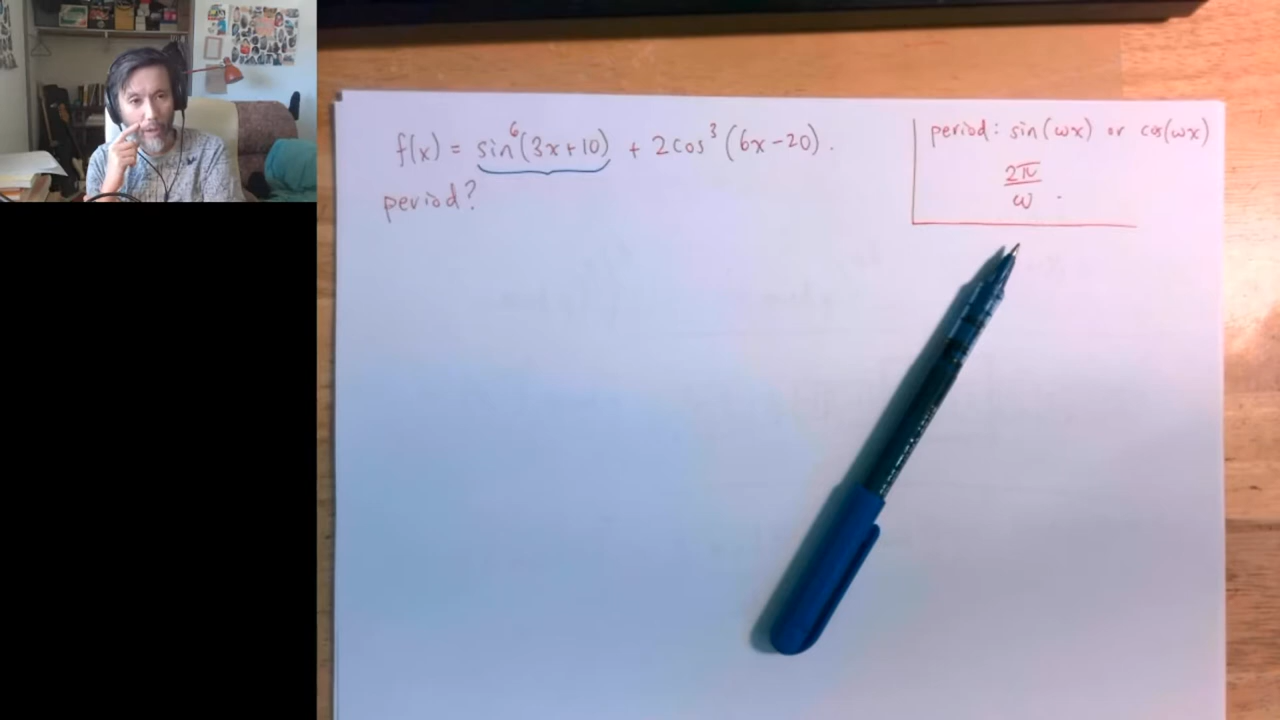 f(x) = sin⁶(3x+10) + 2cos³(6x-20).
period?
period: sin(ωx) or cos(ωx)
2π/ω.